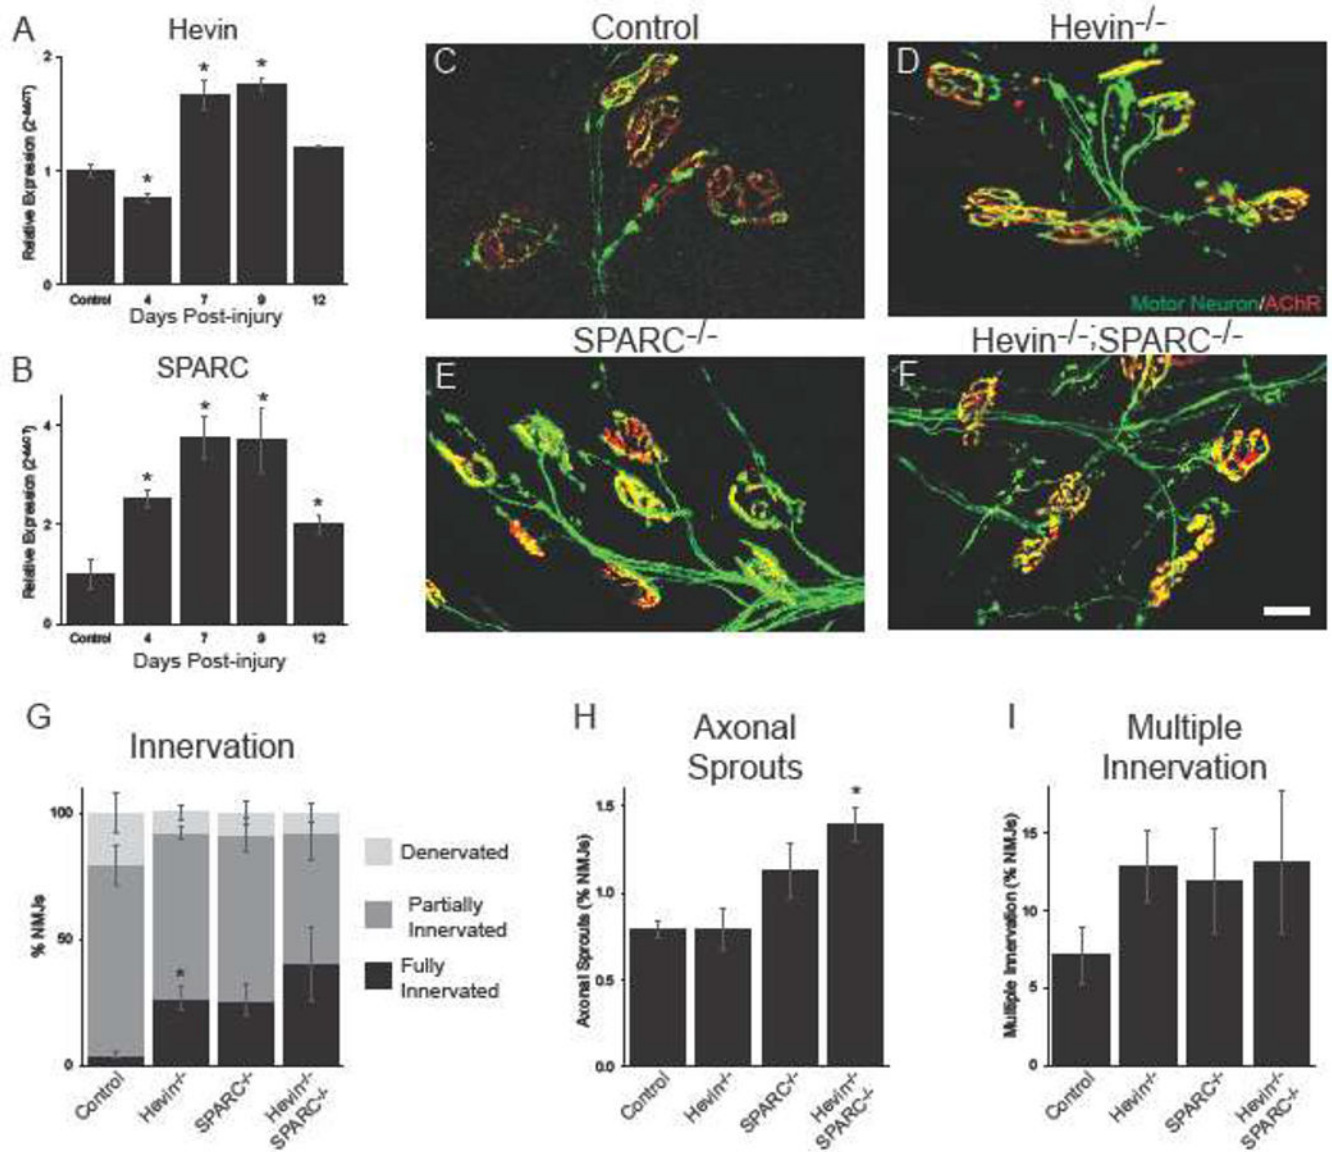 A
Hevin
Relative Expression (2-ΔΔCT)
2
1
0
*
*
*
Control 4 7 9 12
Days Post-injury
B
SPARC
Relative Expression (2-ΔΔCT)
4
2
0
*
*
*
*
Control 4 7 9 12
Days Post-injury
Control
C
Hevin-/-
D
Motor Neuron/AChR
SPARC-/-
E
Hevin-/-;SPARC-/-
F
G
Innervation
% NMJs
100
50
0
*
Control
Hevin-/-
SPARC-/-
Hevin-/-
SPARC-/-
Denervated
Partially
Innervated
Fully
Innervated
H
Axonal
Sprouts
Axonal Sprouts (% NMJs)
1.5
1.0
0.5
0.0
*
Control
Hevin-/-
SPARC-/-
Hevin-/-
SPARC-/-
I
Multiple
Innervation
Multiple Innervation (% NMJs)
15
10
5
0
Control
Hevin-/-
SPARC-/-
Hevin-/-
SPARC-/-